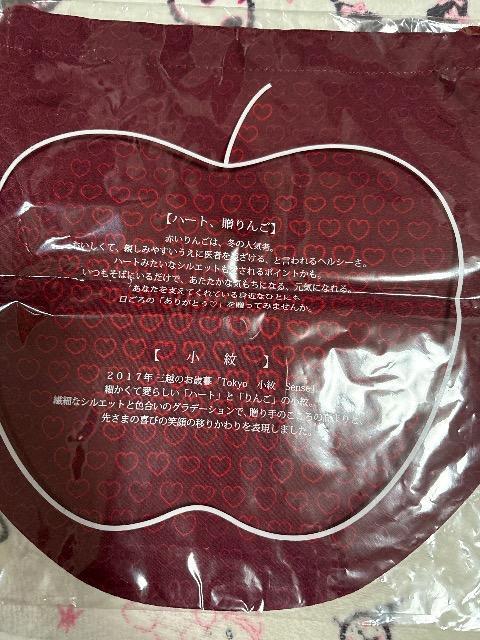 【ハート、贈りんご】
赤いりんごは、冬の人気者。
おいしくて、親しみやすいうえに医者を遠ざける、と言われるヘルシーさ。
ハートみたいなシルエットも愛されるポイントかも。
いつもそばにいるだけで、あたたかな気もちになる、元気になれる。
「あなたを支えてくれている身近なひとにも
日ごろの「ありがとう♡」を贈ってみませんか。
【 小 紋 】
2017年 三越のお歳暮「Tokyo 小紋 Sense」
細かくて愛らしい「ハート」と「りんご」の小紋。
繊細なシルエットと色合いのグラデーションで、贈り手のこころの と、
先さまの喜びの笑顔の移りかわりを表現しました。